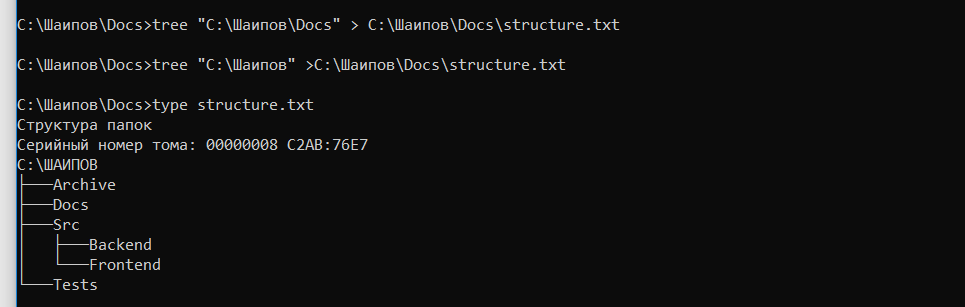 C:\Шаипов\Docs>tree "C:\Шаипов\Docs" > C:\Шаипов\Docs\structure.txt
C:\Шаипов\Docs>tree "C:\Шаипов" >C:\Шаипов\Docs\structure.txt
C:\Шаипов\Docs>type structure.txt
Структура папок
Серийный номер тома: 00000008 C2AB:76E7
C:\ШАИПОВ
├───Archive
├───Docs
├───Src
│   ├───Backend
│   └───Frontend
└───Tests